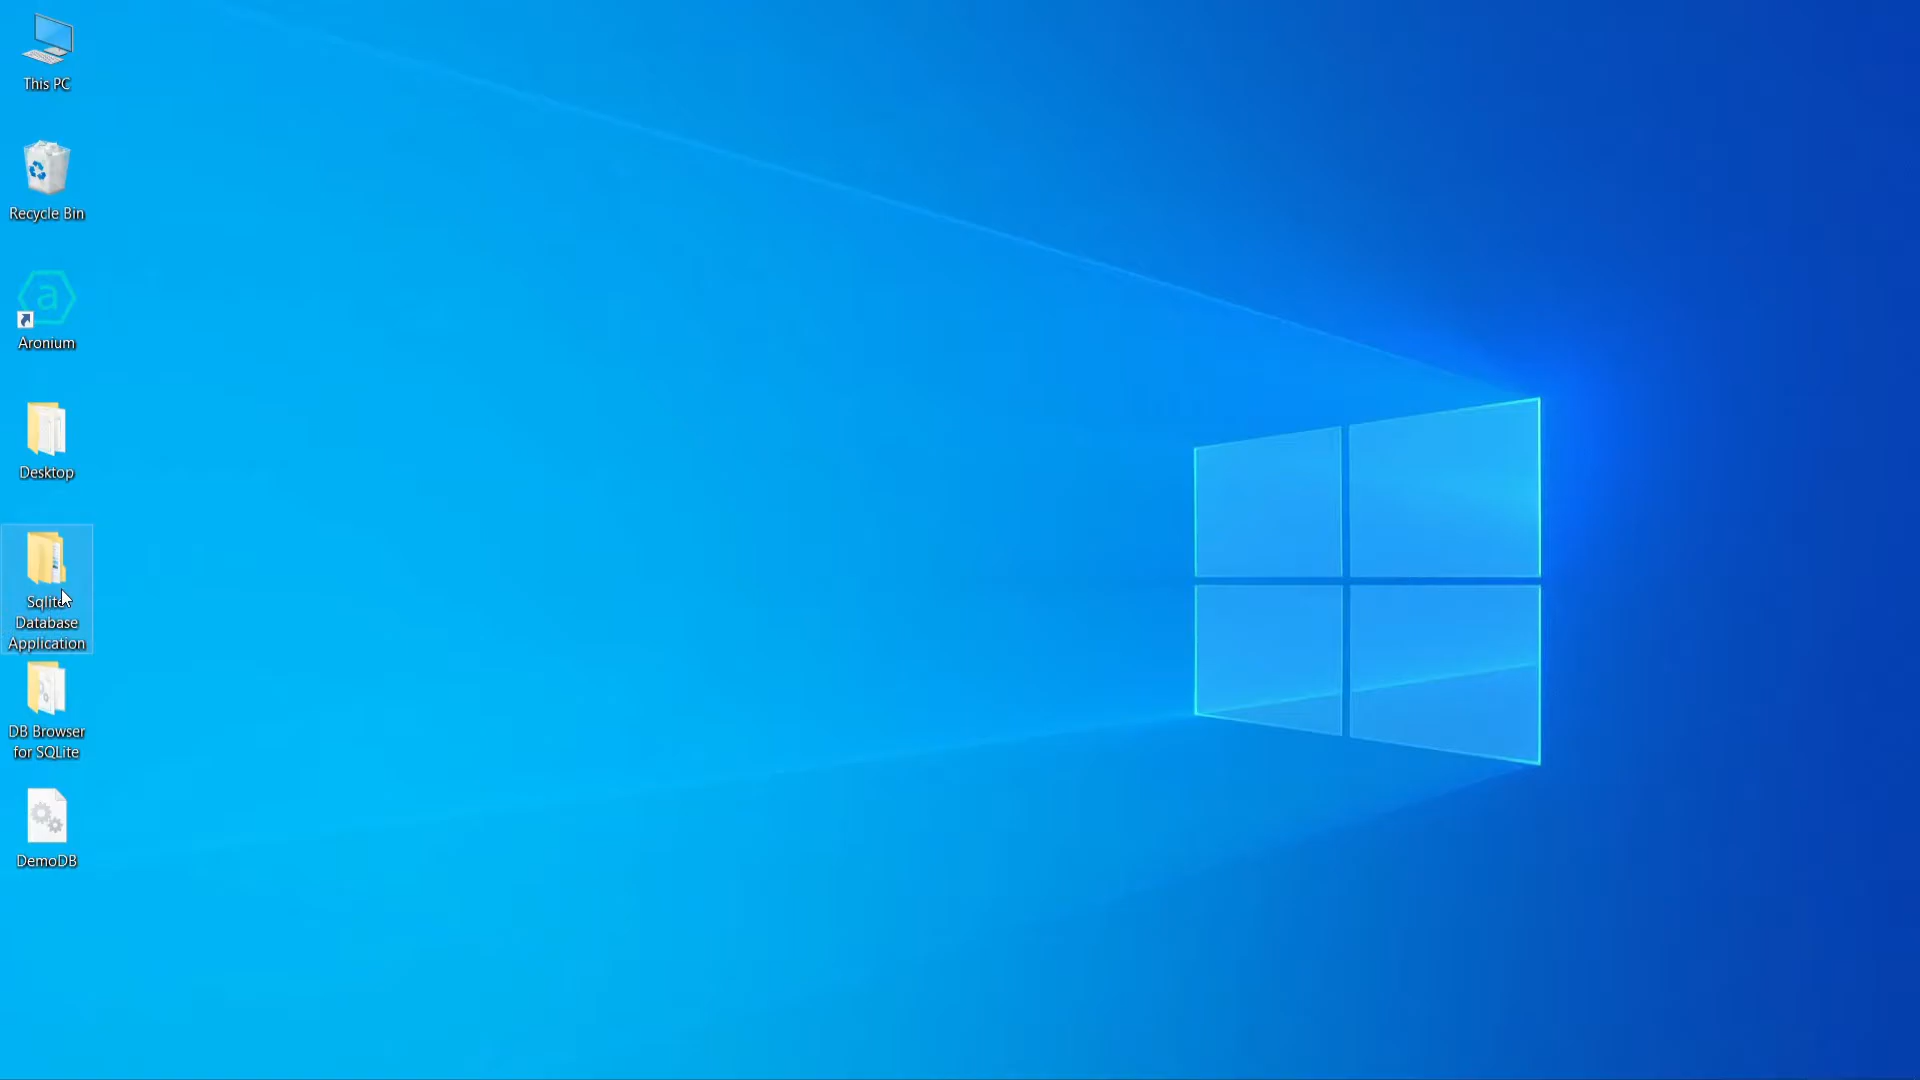 This PC
Recycle Bin
a
Aronium
Desktop
Sqlite
Database
Application
DB Browser
for SQLite
DemoDB